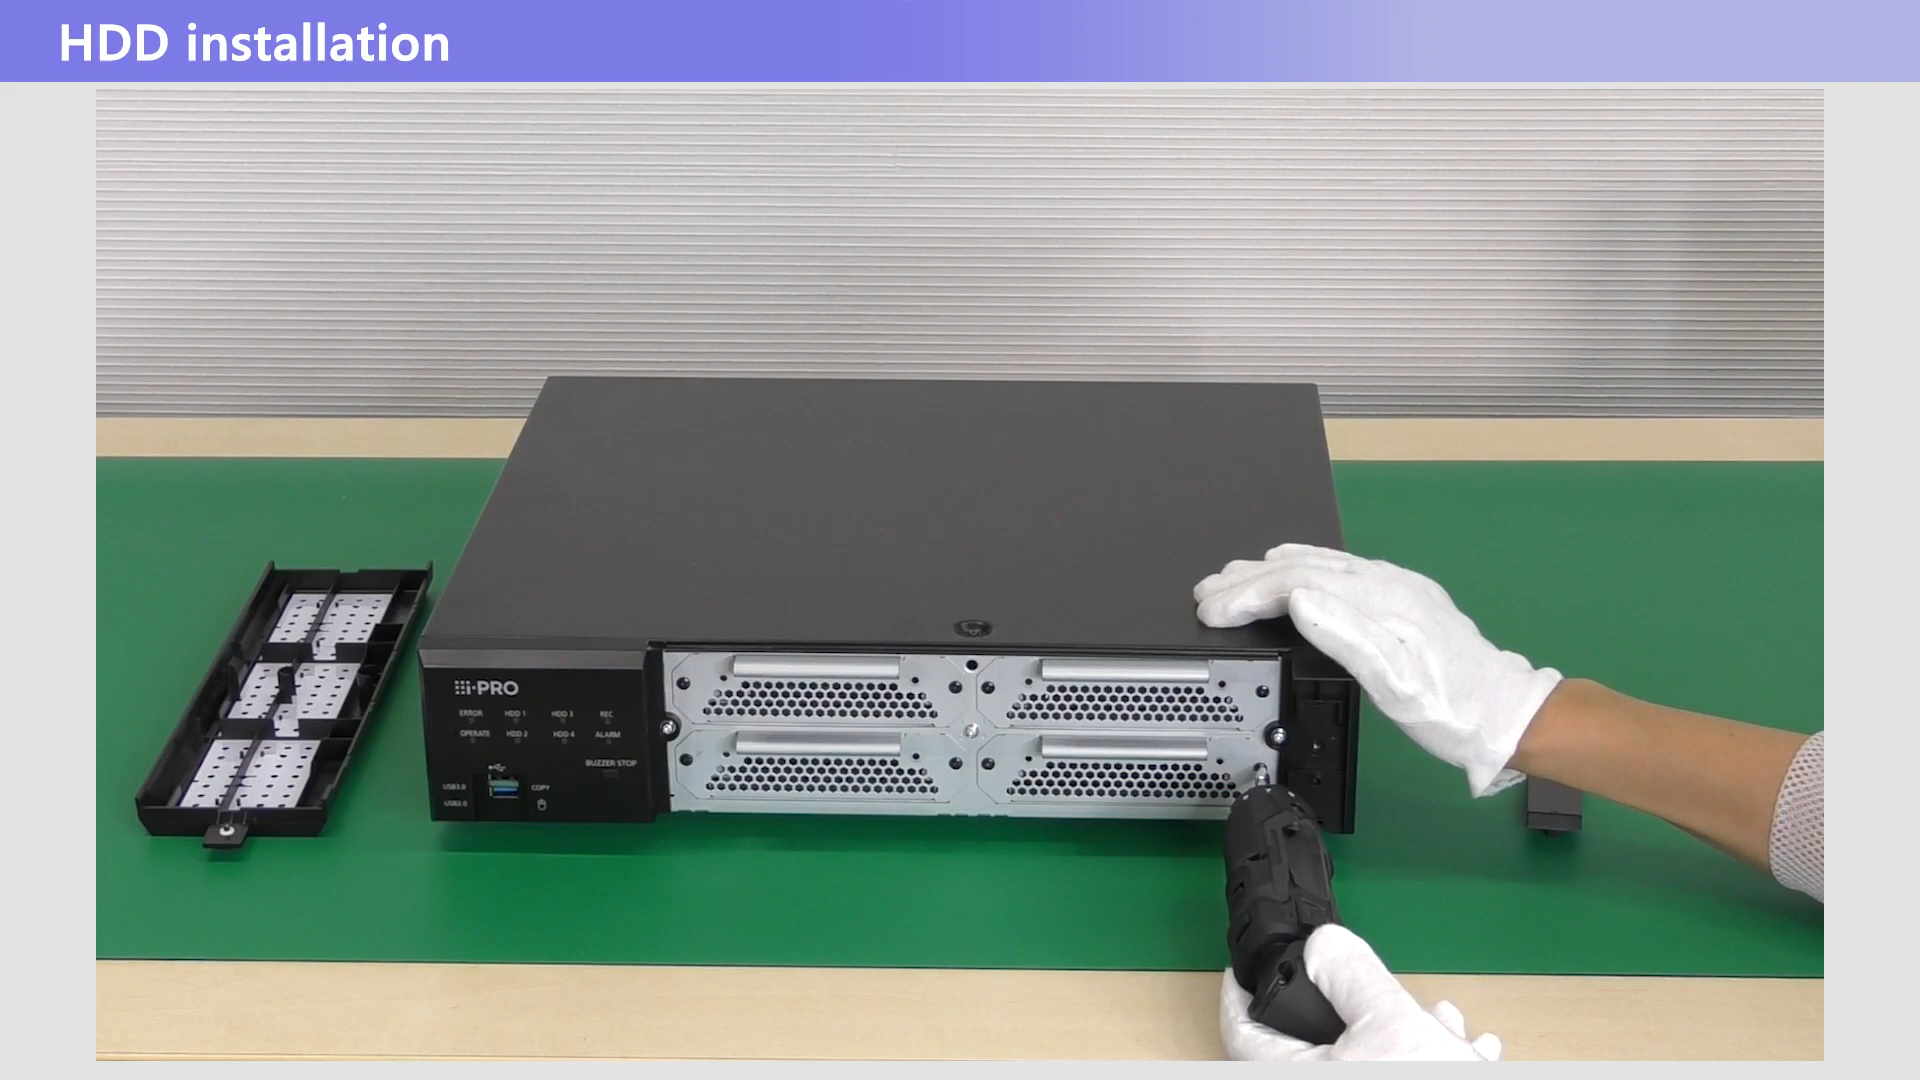 HDD installation
i-PRO
ERROR HDD 1 HDD 3 REC
OPERATE HDD 2 HDD 4 ALARM
BUZZER STOP
USB3.0 COPY
USB2.0